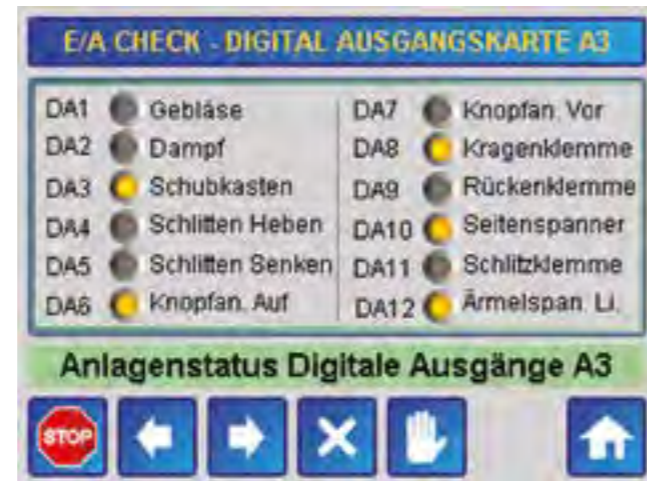 E/A CHECK - DIGITAL AUSGANGSKARTE A3
DA1 Gebläse
DA2 Dampf
DA3 Schubkasten
DA4 Schlitten Heben
DA5 Schlitten Senken
DA6 Knopfan. Auf
DA7 Knopfan. Vor
DA8 Kragenklemme
DA9 Rückenklemme
DA10 Seitenspanner
DA11 Schlitzklemme
DA12 Ärmelspan. Li.
Anlagenstatus Digitale Ausgänge A3
STOP